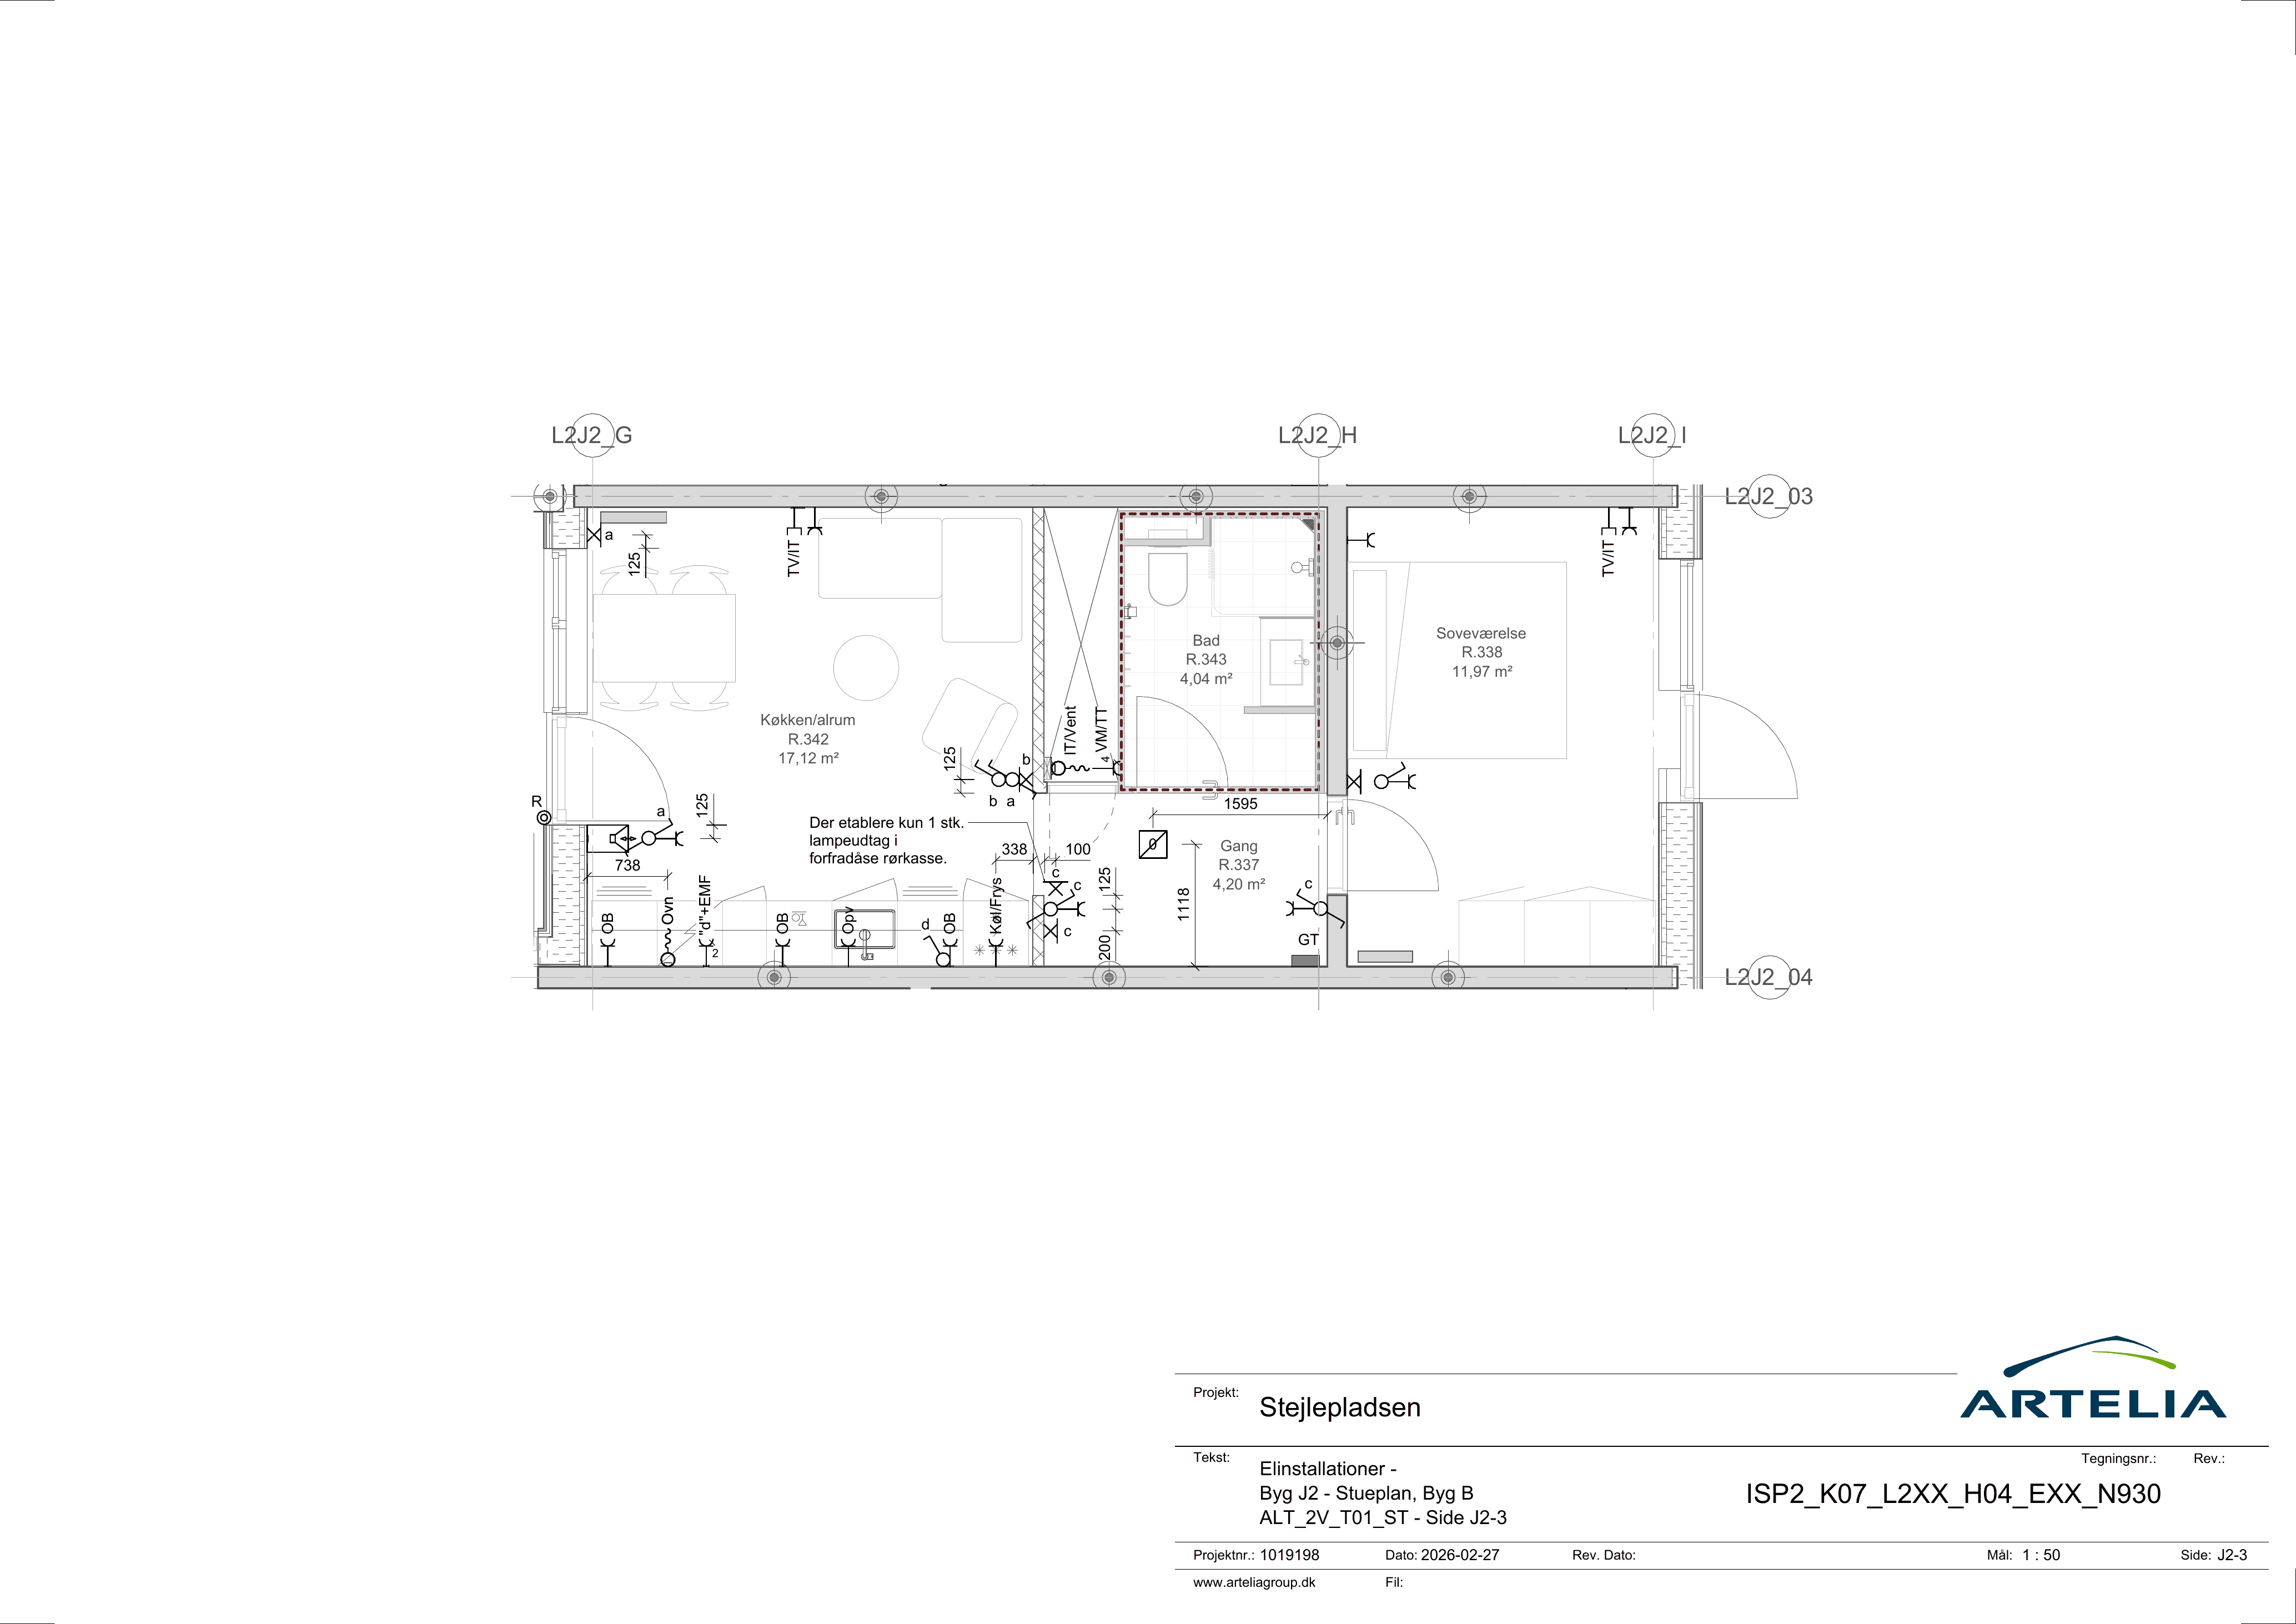 L2J2_G
L2J2_H
L2J2_I
L2J2_03
a
125
TV/IT
TV/IT
Bad
R.343
4,04 m²
Soveværelse
R.338
11,97 m²
Køkken/alrum
R.342
17,12 m²
IT/Vent
VM/TT
4
125
b
b a
R
a
125
1595
Der etablere kun 1 stk.
lampeudtag i
forfradåse rørkasse.
738
338
100
0
Gang
R.337
4,20 m²
1118
c
c
125
c
200
c
GT
OB
Ovn
"d"+EMF
2
OB
Opv
d
OB
Køl/Frys
L2J2_04
ARTELIA
Projekt:
Stejlepladsen
Tekst:
Elinstallationer -
Byg J2 - Stueplan, Byg B
ALT_2V_T01_ST - Side J2-3
Tegningsnr.: Rev.:
ISP2_K07_L2XX_H04_EXX_N930
Projektnr.: 1019198 Dato: 2026-02-27 Rev. Dato: Mål: 1 : 50 Side: J2-3
www.arteliagroup.dk Fil: